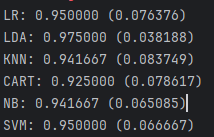 LR: 0.950000 (0.076376)
LDA: 0.975000 (0.038188)
KNN: 0.941667 (0.083749)
CART: 0.925000 (0.078617)
NB: 0.941667 (0.065085)
SVM: 0.950000 (0.066667)